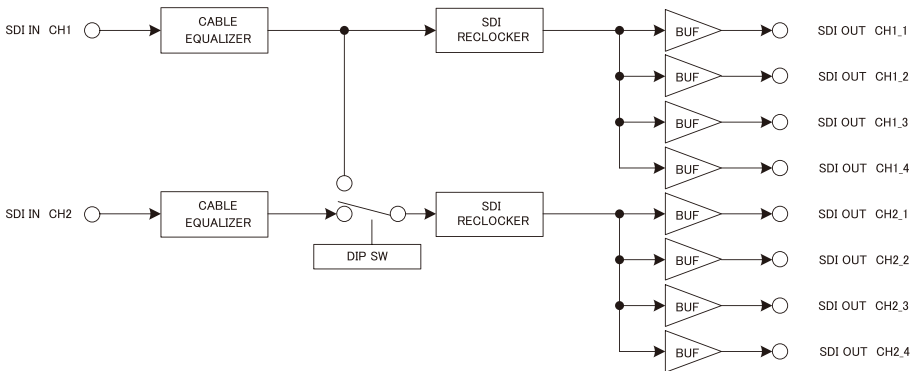 SDI IN CH1
CABLE
EQUALIZER
SDI
RECLOCKER
BUF
SDI OUT CH1_1
BUF
SDI OUT CH1_2
BUF
SDI OUT CH1_3
BUF
SDI OUT CH1_4
SDI IN CH2
CABLE
EQUALIZER
DIP SW
SDI
RECLOCKER
BUF
SDI OUT CH2_1
BUF
SDI OUT CH2_2
BUF
SDI OUT CH2_3
BUF
SDI OUT CH2_4